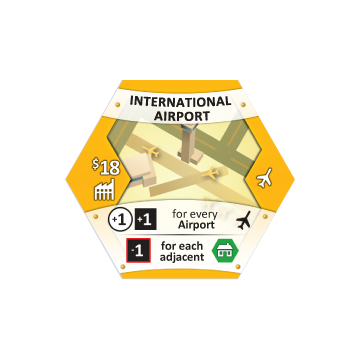 INTERNATIONAL
AIRPORT
$18
+1 +1 for every
Airport
-1 for each
adjacent